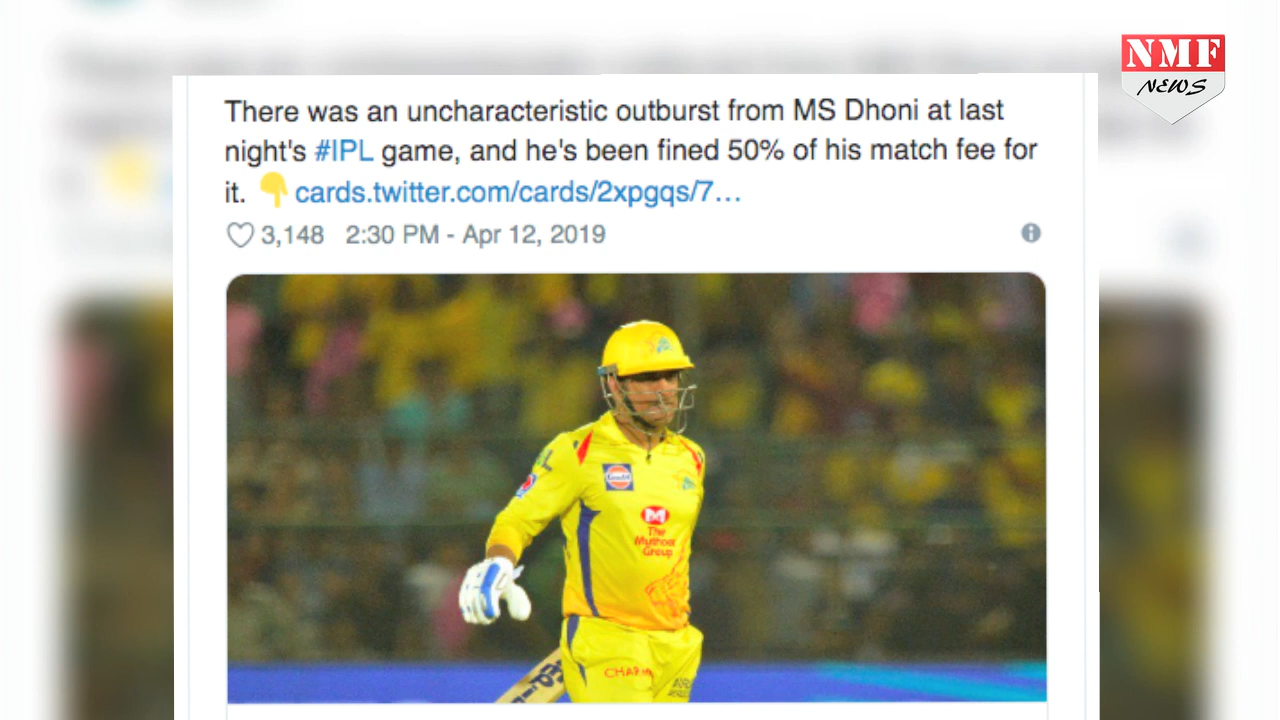 NMF
NEWS
There was an uncharacteristic outburst from MS Dhoni at last
night's #IPL game, and he's been fined 50% of his match fee for
it. 👇 cards.twitter.com/cards/2xpgqs/7...
3,148 2:30 PM - Apr 12, 2019
Gulf
M
The
Muthoot
Group